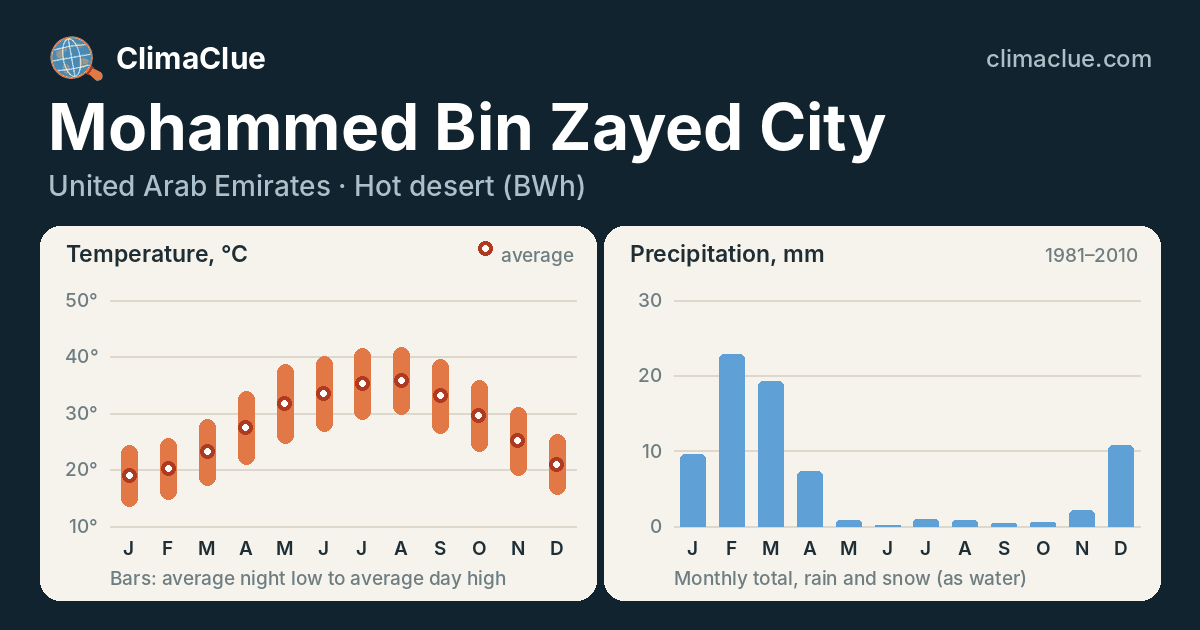 ClimaClue
climaclue.com
Mohammed Bin Zayed City
United Arab Emirates · Hot desert (BWh)
Temperature, °C
average
50°
40°
30°
20°
10°
J F M A M J J A S O N D
Bars: average night low to average day high
Precipitation, mm
1981–2010
30
20
10
0
J F M A M J J A S O N D
Monthly total, rain and snow (as water)